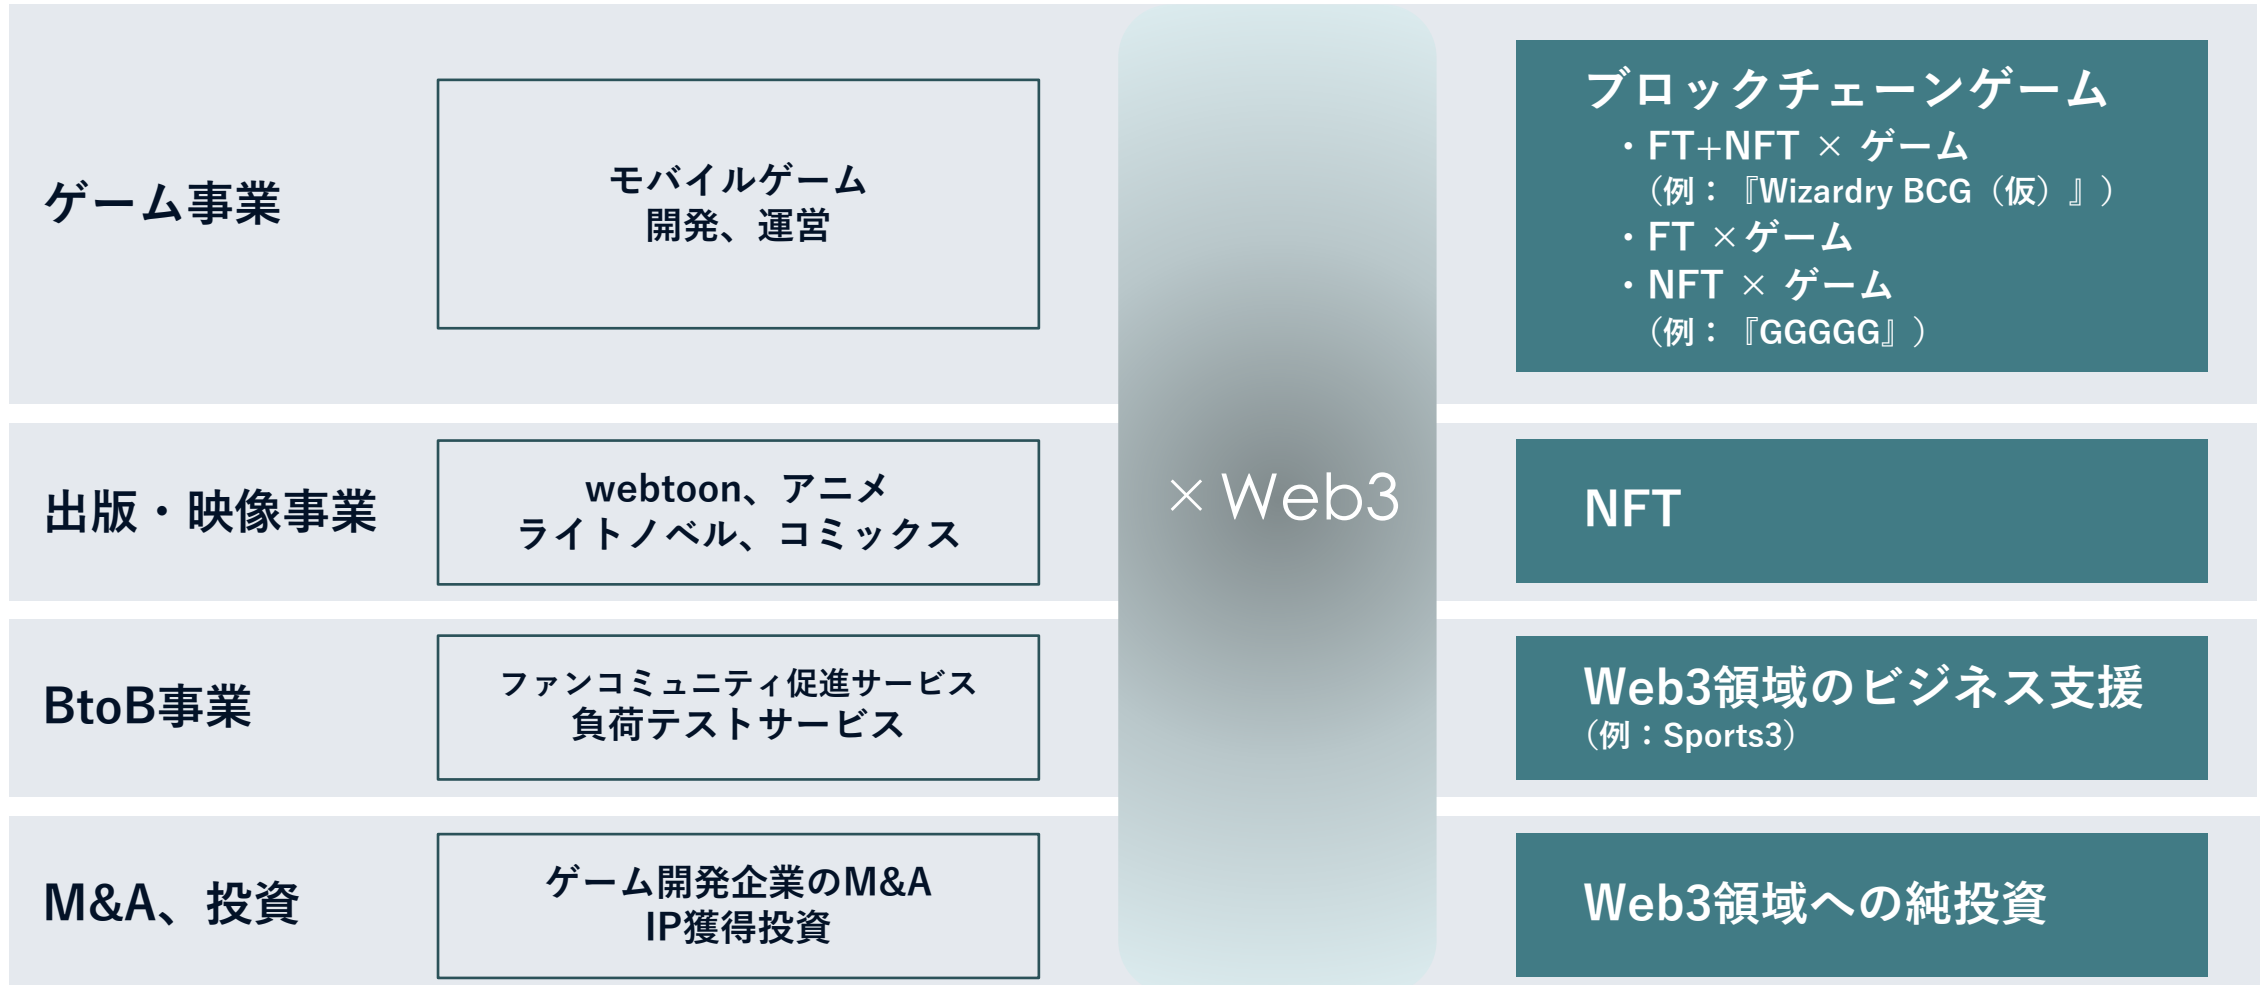 ゲーム事業
モバイルゲーム
開発、運営
ブロックチェーンゲーム
・FT+NFT × ゲーム
（例：『Wizardry BCG（仮）』）
・FT ×ゲーム
・NFT × ゲーム
（例：『GGGGG』）
出版・映像事業
webtoon、アニメ
ライトノベル、コミックス
× Web3
NFT
BtoB事業
ファンコミュニティ促進サービス
負荷テストサービス
Web3領域のビジネス支援
（例：Sports3）
M&A、投資
ゲーム開発企業のM&A
IP獲得投資
Web3領域への純投資